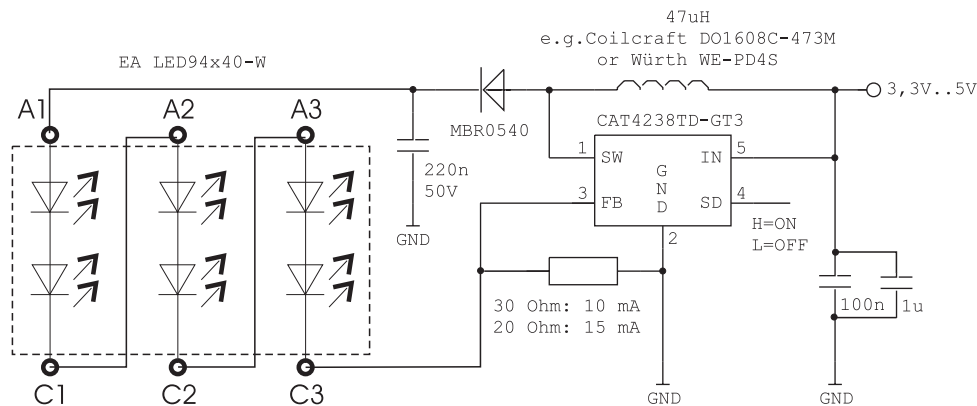 47uH
e.g.Coilcraft DO1608C-473M
or Würth WE-PD4S
EA LED94x40-W
3,3V..5V
A1
A2
A3
MBR0540
CAT4238TD-GT3
1
SW
IN
5
220n
50V
GND
3
FB
GND
SD
4
2
H=ON
L=OFF
GND
30 Ohm: 10 mA
20 Ohm: 15 mA
100n
1u
C1
C2
C3
GND
GND